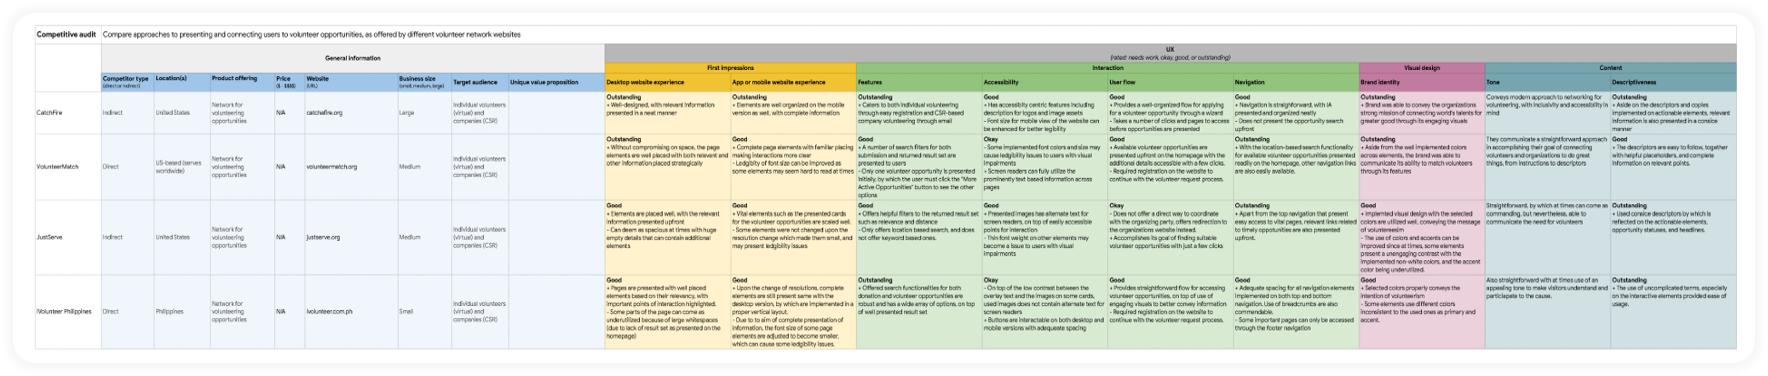 Competitive audit
Compare approaches to presenting and connecting users to volunteer opportunities, as offered by different volunteer network websites
General information
UX
(rated: needs work, okay, good, or outstanding)
First impressions
Interaction
Visual design
Content
Competitor type
(direct or indirect)
Location(s)
Product offering
Price
($ - $$$$)
Website
(URL)
Business size
(small, medium, large)
Target audience
Unique value proposition
Desktop website experience
App or mobile website experience
Features
Accessibility
User flow
Navigation
Brand identity
Tone
Descriptiveness
CatchFire
Indirect
United States
Network for
volunteering
opportunities
N/A
catchafire.org
Large
Individual volunteers
(virtual) and
companies (CSR)
Outstanding
+ Well-designed, with relevant information
presented in a neat manner
Outstanding
+ Elements are well organized on the mobile
version as well, with complete information
Outstanding
+ Caters to both individual volunteering
through easy registration and CSR-based
company volunteering through email
Good
+ Has accessibility centric features including
description for logos and image assets
- Font size for mobile view of the website can
be enhanced for better legibility
Good
+ Provides a well-organized flow for applying
for a volunteer opportunity through a wizard
- Takes a number of clicks and pages to access
before opportunities are presented
Good
+ Navigation is straightforward, with IA
presented and organized neatly
- Does not present the opportunity search
upfront
Outstanding
+ Brand was able to convey the organizations
strong mission of connecting world's talents for
greater good through its engaging visuals
Conveys modern approach to networking for
volunteering, with inclusivity and accessibility in
mind
Outstanding
+ Aside on the descriptors and copies
implemented on actionable elements, relevant
information is also presented in a consice
manner
VolunteerMatch
Direct
US-based (serves
worldwide)
Network for
volunteering
opportunities
N/A
volunteermatch.org
Medium
Individual volunteers
(virtual) and
companies (CSR)
Outstanding
+ Without compromising on space, the page
elements are well placed with both relevant and
other information placed strategically
Good
+ Complete page elements with familiar placing
making interactions more clear
- Ledgibility of font size can be improved as
some elements may seem hard to read at times
Good
+ A number of search filters for both
submission and returned result set are
present to users
- Only one volunteer opportunity is presented
initially, by which the user must click the "More
Active Opportunities" button to see the other
options
Okay
- Some implemented font colors and size may
cause ledgibility issues to users with visual
impairments
+ Screen readers can fully utilize the
prominently text based information across
pages
Good
+ Available volunteer opportunities are
presented upfront on the homepage with the
additional details accessible with a few clicks.
- Required registration on the website to
continue with the volunteer request process.
Outstanding
+ With the location-based search functionality
for available volunteer opportunities presented
readily on the homepage, other navigation links
are also easily available.
Outstanding
+ Aside from the well implemented colors
across elements, the brand was able to
communicate its ability to match volunteers
through its features
They communicate a straightforward approach
in accomplishing their goal of connecting
volunteers and organizations to do great
things, from instructions to descriptors
Good
+ The descriptors are easy to follow, together
with helpful placeholders, and complete
information on relevant points.
JustServe
Indirect
United States
Network for
volunteering
opportunities
N/A
justserve.org
Medium
Individual volunteers
(virtual) and
companies (CSR)
Good
+ Elements are placed well, with the relevant
information presented upfront
- Can deem as spacious at times with
huge empty details that can contain additional
elements
Good
+ Vital elements such as the presented cards
for the volunteer opportunities are scaled well.
- Some elements were not changed upon the
resolution change which made them small, and
may present legibility issues
Good
+ Offers helpful filters to the returned result set
such as relevance and distance
- Only offers location based search, and does
not offer keyword based ones.
Good
+ Presented images has alternate text for
screen readers, on top of easily accessible
points for interaction
- Thin font weight on other elements may
become a issue to users with visual
impairments
Okay
- Does not offer a direct way to coordinate
with the organizing party, offers redirection to
the organizations website instead.
+ Accomplishes its goal of finding suitable
volunteer opportunities with just a few clicks
Outstanding
+ Apart from the top navigation that present
easy access to vital pages, relevant links related
to timely opportunities are also presented
upfront.
Good
+ Implemented visual design with the selected
colors are utilized well, conveying the message
of volunteerism
- The use of colors and accents can be
improved since at times, some elements
present a unengaging contrast with the
implemented non-white colors, and the accent
color being underutilized.
Straightforward, by which at times can come as
commanding, but nevertheless, able to
communicate the need for volunteers
Outstanding
+ Used consice descriptors by which is
reflected on the actionable elements,
opportunity statuses, and headlines.
iVolunteer Philippines
Direct
Philippines
Network for
volunteering
opportunities
N/A
ivolunteer.com.ph
Small
Individual volunteers
(virtual) and
companies (CSR)
Good
+ Pages are presented with well placed
elements based on their relevancy, with
important points of interaction highlighted.
- Some parts of the page can come as
underutilized because of large whitespaces
(due to lack of result set as presented on the
homepage)
Good
+ Upon the change of resolutions, complete
elements are still present same with the
desktop version, by which are implemented in a
proper vertical layout.
- Due to to aim of complete presentation of
information, the font size of some page
elements are adjusted to become smaller,
which can cause some ledgibility issues.
Outstanding
+ Offered search functionalities for both
donation and volunteer opportunities are
robust and has a wide array of options, on top
of well presented result set
Okay
- On top of the low contrast between the
overlay text and the images on some cards,
used images does not contain alternate text for
screen readers
+ Buttons are interactable on both desktop and
mobile versions with adequate spacing
Good
+ Provides straightforward flow for accessing
volunteer opportunities, on top of use of
engaging visuals to better convey information
- Required registration on the website to
continue with the volunteer request process.
Good
+ Adequate spacing for all navigation elements
implemented on both top and bottom
navigation. Use of breadcrumbs are also
commendable.
- Some important pages can only be accessed
through the footer navigation
Good
+ Selected colors properly conveys the
intention of volunteerism
- Some elements use different colors
inconsistent to the used ones as primary and
accent.
Also straightforward with at times use of an
appealing tone to make visitors understand and
participate to the cause.
Outstanding
+ The use of uncomplicated terms, especially
on the interactive elements provided ease of
usage.